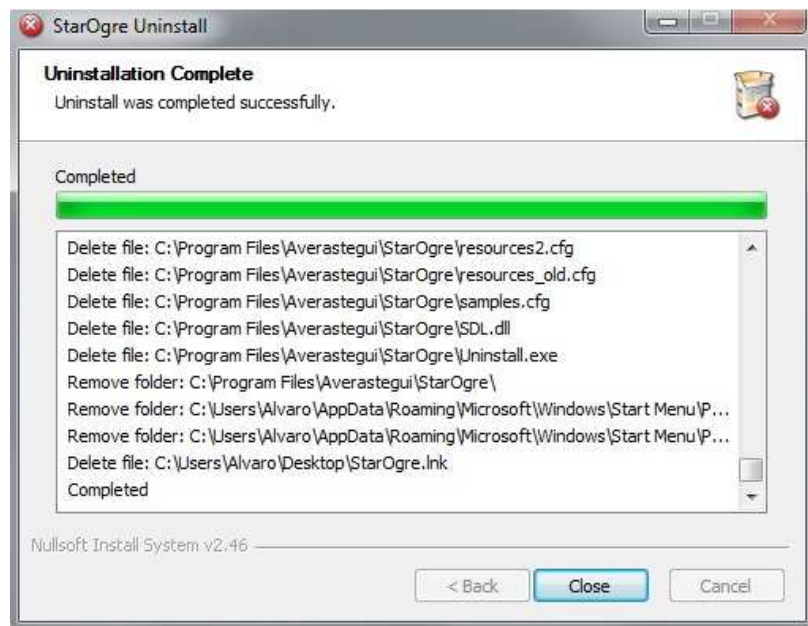 StarOgre Uninstall
Uninstallation Complete
Uninstall was completed successfully.
Completed
Delete file: C:\Program Files\Averastegui\StarOgre\resources2.cfg
Delete file: C:\Program Files\Averastegui\StarOgre\resources_old.cfg
Delete file: C:\Program Files\Averastegui\StarOgre\samples.cfg
Delete file: C:\Program Files\Averastegui\StarOgre\SDL.dll
Delete file: C:\Program Files\Averastegui\StarOgre\Uninstall.exe
Remove folder: C:\Program Files\Averastegui\StarOgre\
Remove folder: C:\Users\Alvaro\AppData\Roaming\Microsoft\Windows\Start Menu\P...
Remove folder: C:\Users\Alvaro\AppData\Roaming\Microsoft\Windows\Start Menu\P...
Delete file: C:\Users\Alvaro\Desktop\StarOgre.lnk
Completed
Nullsoft Install System v2.46
< Back Close Cancel